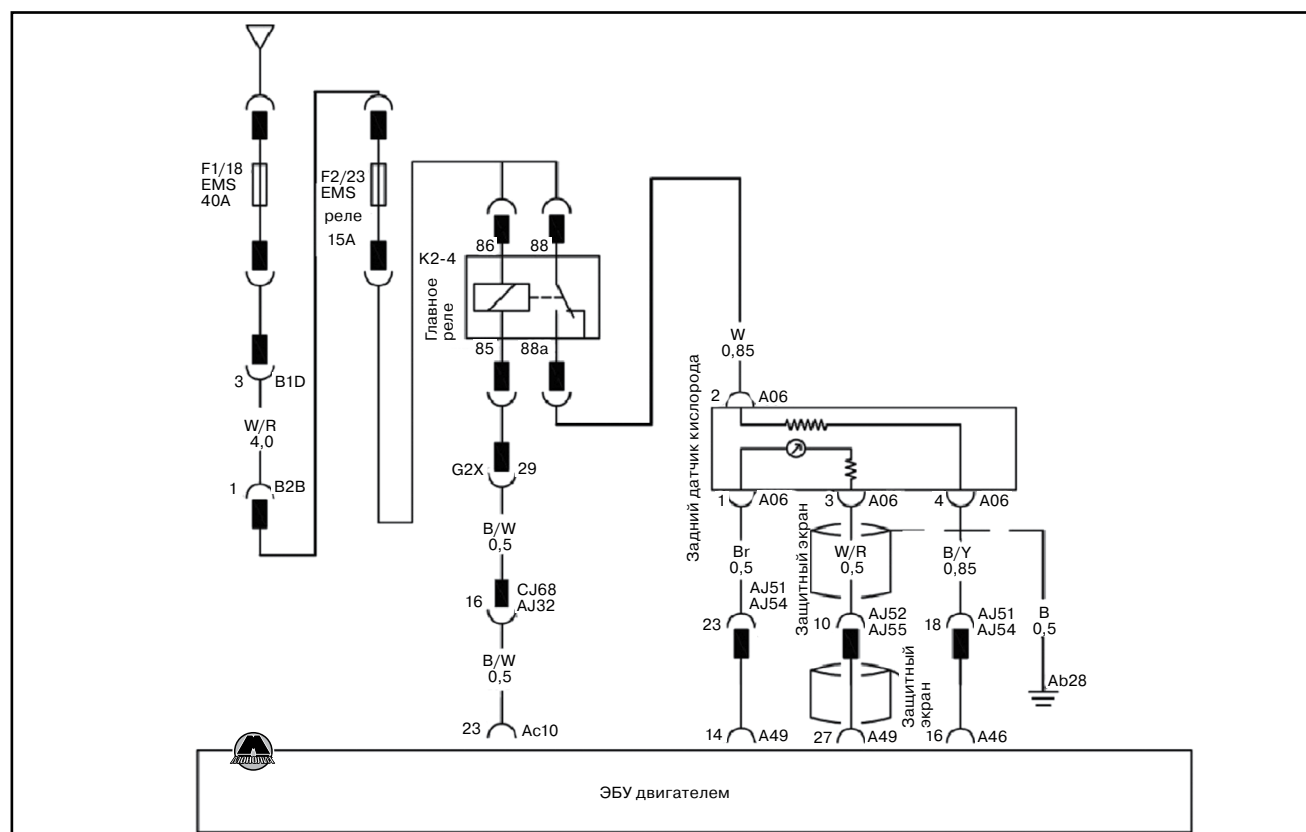 F1/18
EMS
40A
F2/23
EMS
реле
15A
86
88
K2-4
Главное
реле
85
88a
3
B1D
W/R
4,0
1
B2B
G2X
29
B/W
0,5
16
CJ68
AJ32
B/W
0,5
23
Ac10
W
0,85
2
A06
Задний датчик кислорода
1
A06
3
A06
4
A06
Защитный экран
Br
0,5
W/R
0,5
B/Y
0,85
B
0,5
AJ51
AJ54
23
10
AJ52
AJ55
18
AJ51
AJ54
Защитный
экран
Ab28
14
A49
27
A49
16
A46
ЭБУ двигателем